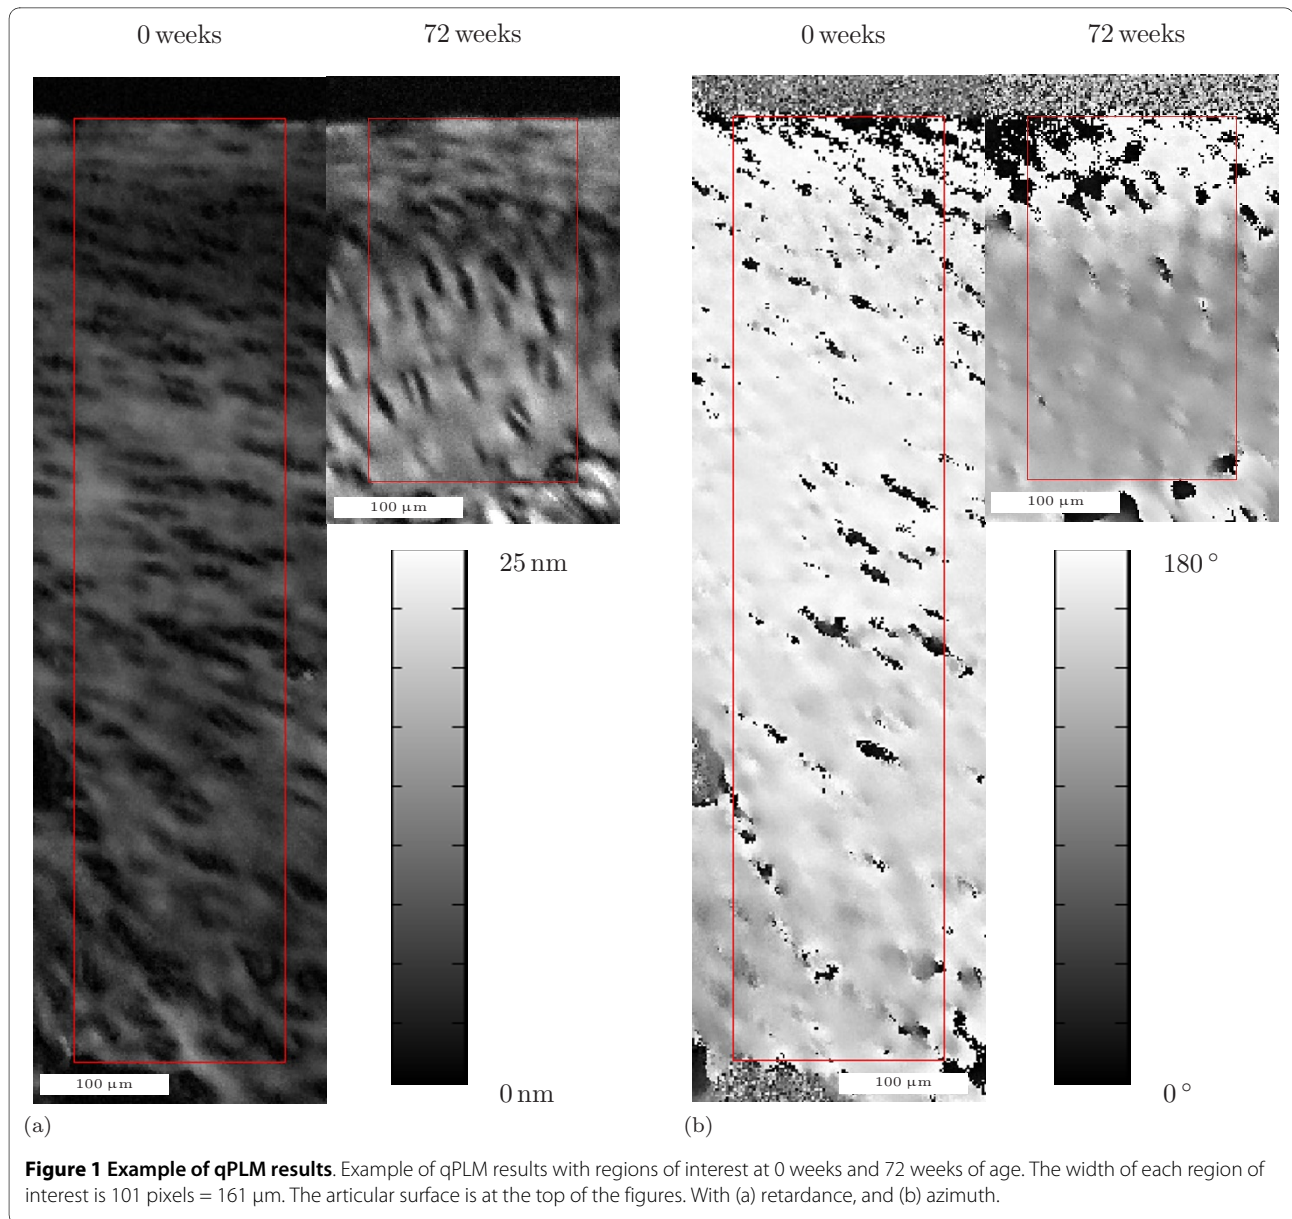 0 weeks
72 weeks
0 weeks
72 weeks
100 µm
100 µm
25 nm
180 °
100 µm
100 µm
0 nm
0 °
(a)
(b)
Figure 1 Example of qPLM results. Example of qPLM results with regions of interest at 0 weeks and 72 weeks of age. The width of each region of
interest is 101 pixels = 161 µm. The articular surface is at the top of the figures. With (a) retardance, and (b) azimuth.